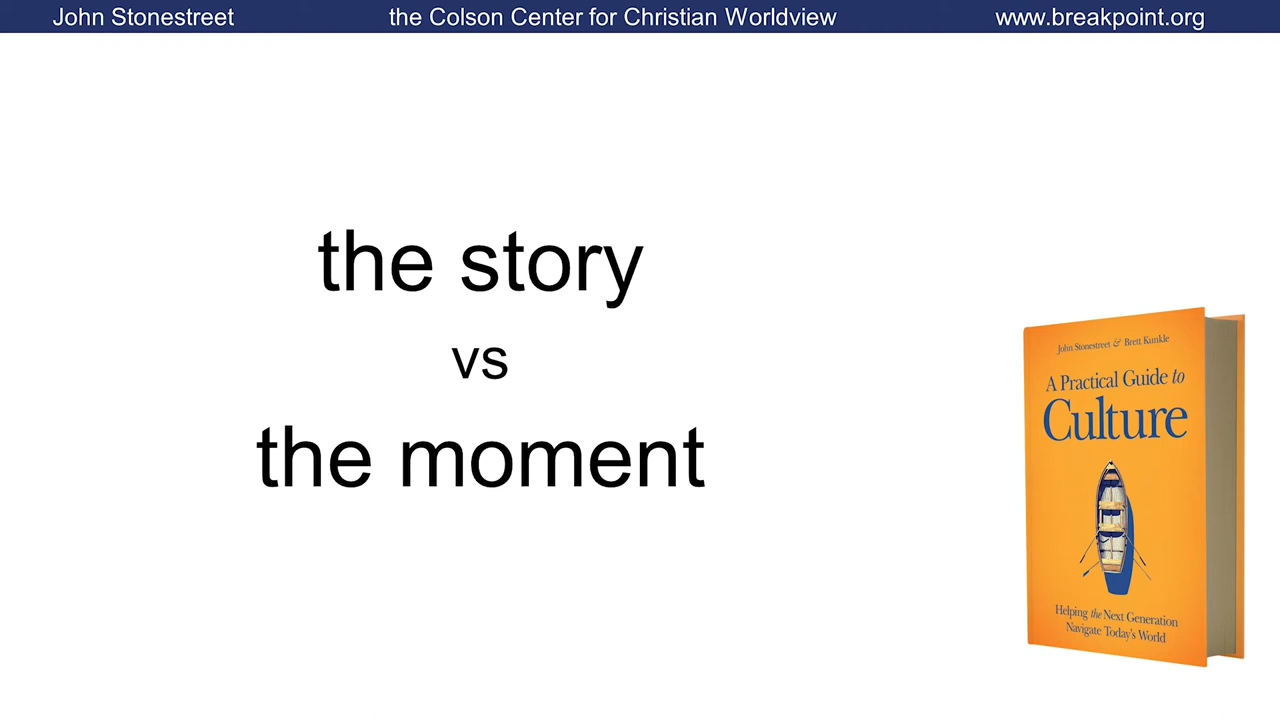 John Stonestreet the Colson Center for Christian Worldview www.breakpoint.org
the story
vs
the moment
John Stonestreet & Brett Kunkle
A Practical Guide to
Culture
Helping the Next Generation
Navigate Today's World